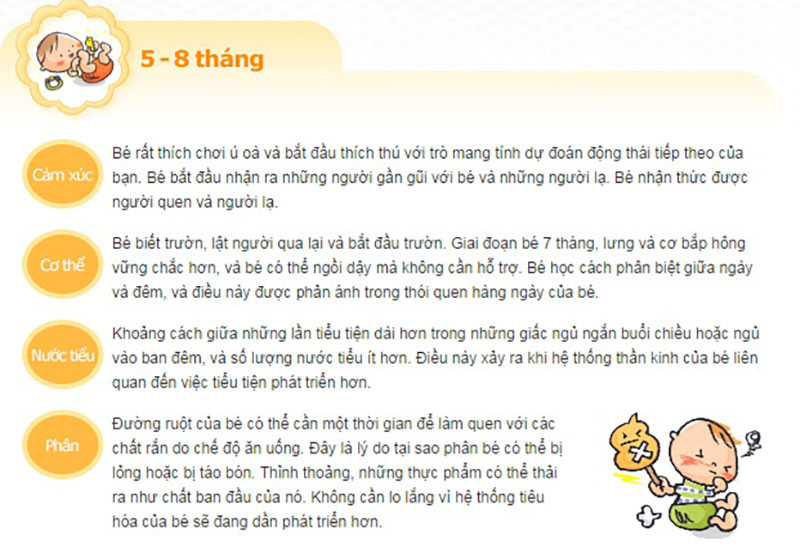 5 - 8 tháng
Cảm xúc
Bé rất thích chơi ú oà và bắt đầu thích thú với trò mang tính dự đoán động thái tiếp theo của
bạn. Bé bắt đầu nhận ra những người gần gũi với bé và những người lạ. Bé nhận thức được
người quen và người lạ.
Cơ thể
Bé biết trườn, lật người qua lại và bắt đầu trườn. Giai đoạn bé 7 tháng, lưng và cơ bắp hông
vững chắc hơn, và bé có thể ngồi dậy mà không cần hỗ trợ. Bé học cách phân biệt giữa ngày
và đêm, và điều này được phản ánh trong thói quen hàng ngày của bé.
Nước tiểu
Khoảng cách giữa những lần tiểu tiện dài hơn trong những giấc ngủ ngắn buổi chiều hoặc ngủ
vào ban đêm, và số lượng nước tiểu ít hơn. Điều này xảy ra khi hệ thống thần kinh của bé liên
quan đến việc tiểu tiện phát triển hơn.
Phân
Đường ruột của bé có thể cần một thời gian để làm quen với các
chất rắn do chế độ ăn uống. Đây là lý do tại sao phân bé có thể bị
lỏng hoặc bị táo bón. Thỉnh thoảng, những thực phẩm có thể thải
ra như chất ban đầu của nó. Không cần lo lắng vì hệ thống tiêu
hóa của bé sẽ đang dần phát triển hơn.